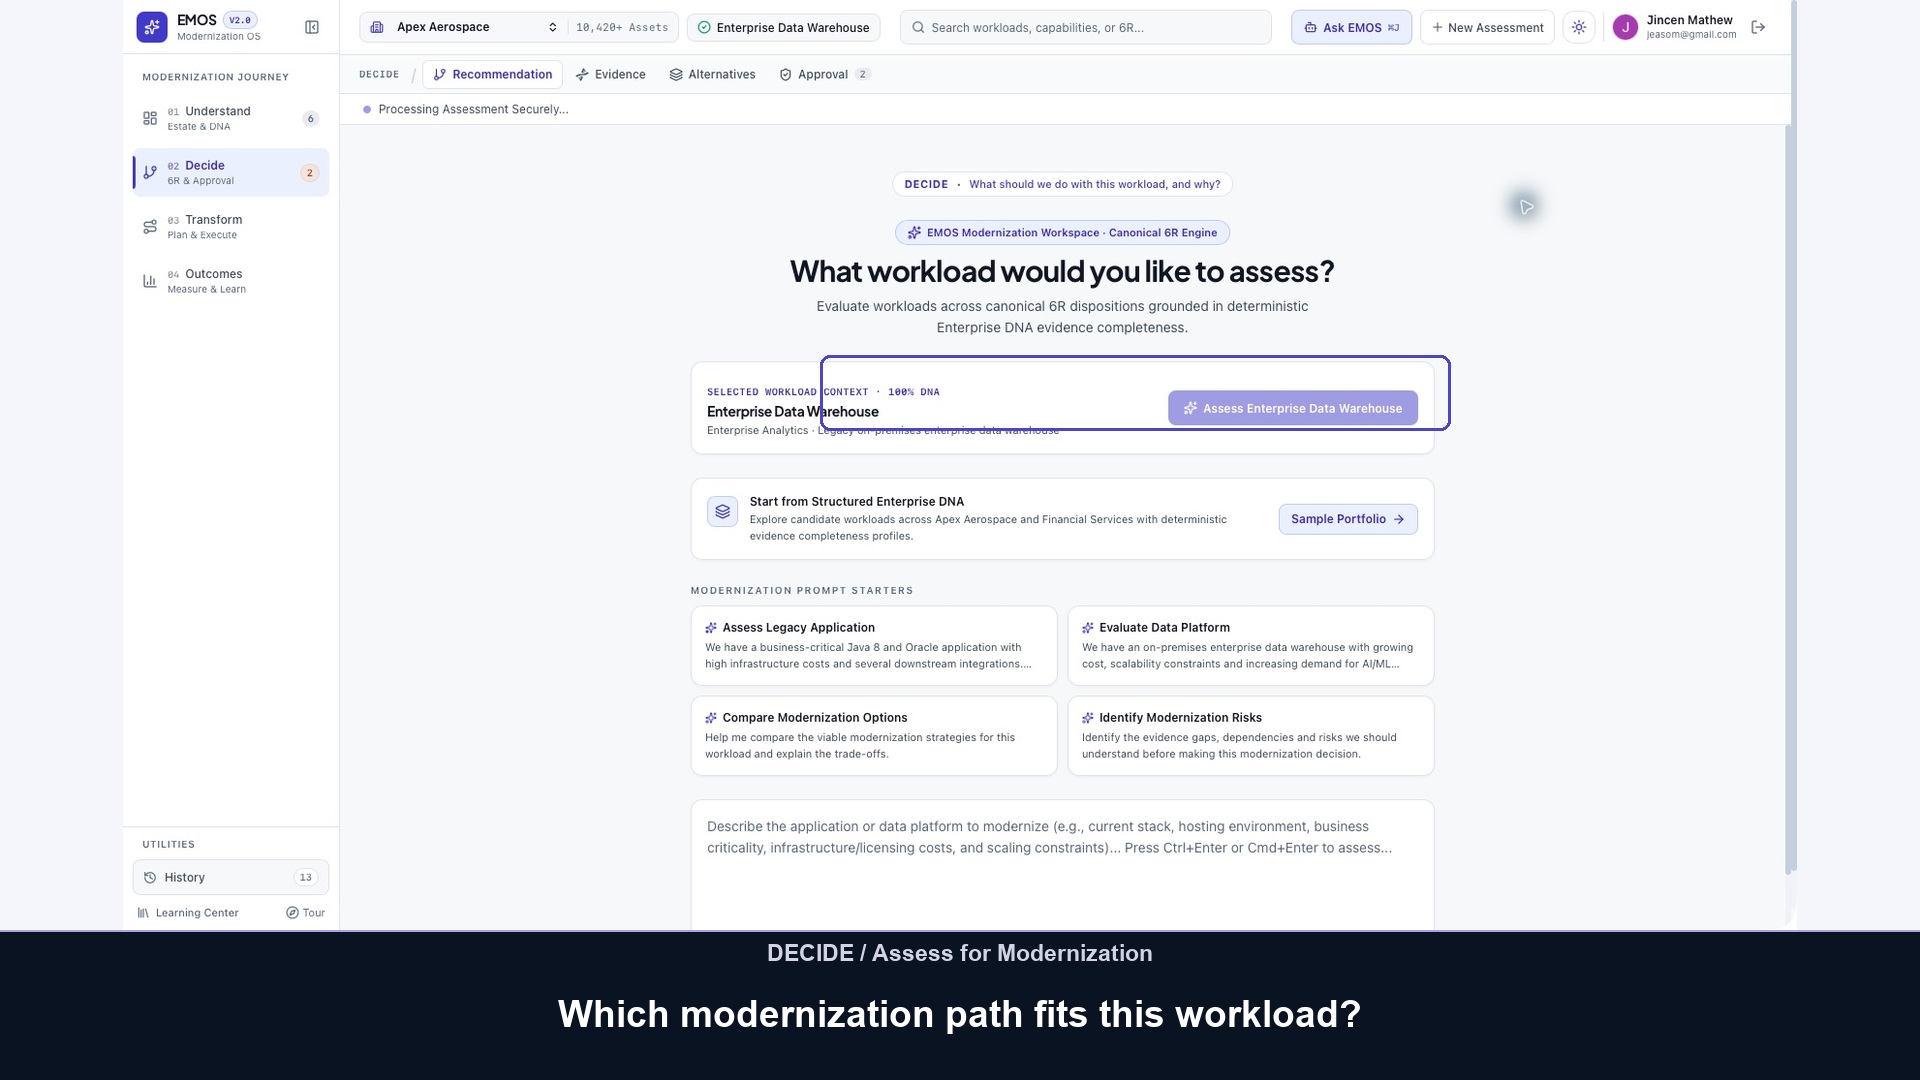 EMOS V2.0
Modernization OS
Apex Aerospace
10,420+ Assets
Enterprise Data Warehouse
Search workloads, capabilities, or 6R...
Ask EMOS ⌘J
+ New Assessment
J
Jincen Mathew
jeasom@gmail.com
DECIDE / Recommendation
Evidence
Alternatives
Approval 2
Processing Assessment Securely...
MODERNIZATION JOURNEY
01 Understand
Estate & DNA
6
02 Decide
6R & Approval
2
03 Transform
Plan & Execute
04 Outcomes
Measure & Learn
UTILITIES
History 13
Learning Center
Tour
DECIDE · What should we do with this workload, and why?
EMOS Modernization Workspace · Canonical 6R Engine
What workload would you like to assess?
Evaluate workloads across canonical 6R dispositions grounded in deterministic
Enterprise DNA evidence completeness.
SELECTED WORKLOAD CONTEXT · 100% DNA
Enterprise Data Warehouse
Enterprise Analytics · Legacy on-premises enterprise data warehouse
Assess Enterprise Data Warehouse
Start from Structured Enterprise DNA
Explore candidate workloads across Apex Aerospace and Financial Services with deterministic
evidence completeness profiles.
Sample Portfolio →
MODERNIZATION PROMPT STARTERS
Assess Legacy Application
We have a business-critical Java 8 and Oracle application with
high infrastructure costs and several downstream integrations....
Evaluate Data Platform
We have an on-premises enterprise data warehouse with growing
cost, scalability constraints and increasing demand for AI/ML...
Compare Modernization Options
Help me compare the viable modernization strategies for this
workload and explain the trade-offs.
Identify Modernization Risks
Identify the evidence gaps, dependencies and risks we should
understand before making this modernization decision.
Describe the application or data platform to modernize (e.g., current stack, hosting environment, business
criticality, infrastructure/licensing costs, and scaling constraints)... Press Ctrl+Enter or Cmd+Enter to assess...
DECIDE / Assess for Modernization
Which modernization path fits this workload?